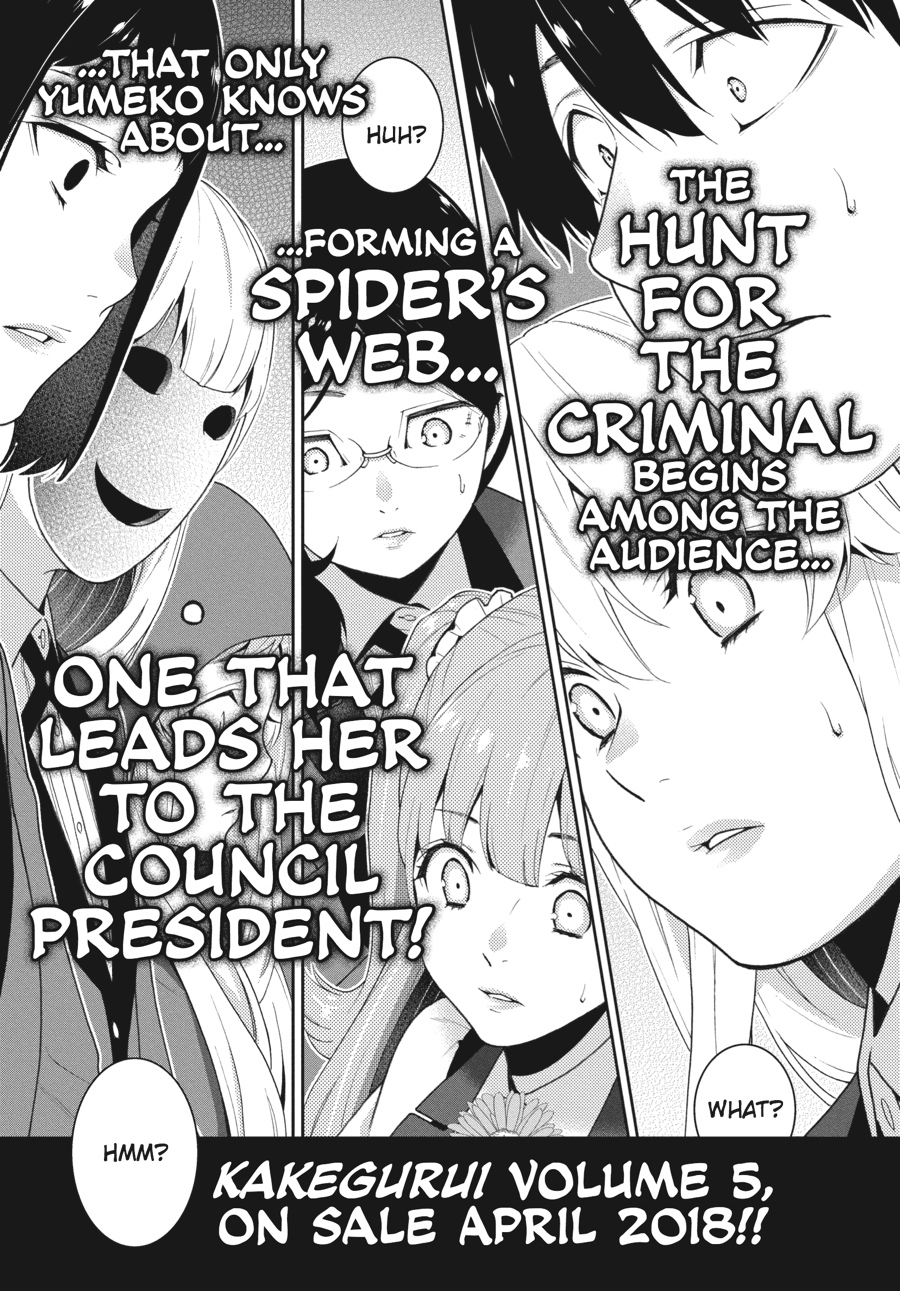 THE
HUNT
FOR
THE
CRIMINAL
BEGINS
AMONG THE
AUDIENCE...
WHAT?
HUH?
...FORMING A
SPIDER'S
WEB...
...THAT ONLY
YUMEKO KNOWS
ABOUT...
ONE THAT
LEADS HER
TO THE
COUNCIL
PRESIDENT!
HMM?
KAKEGURUI VOLUME 5,
ON SALE APRIL 2018!!